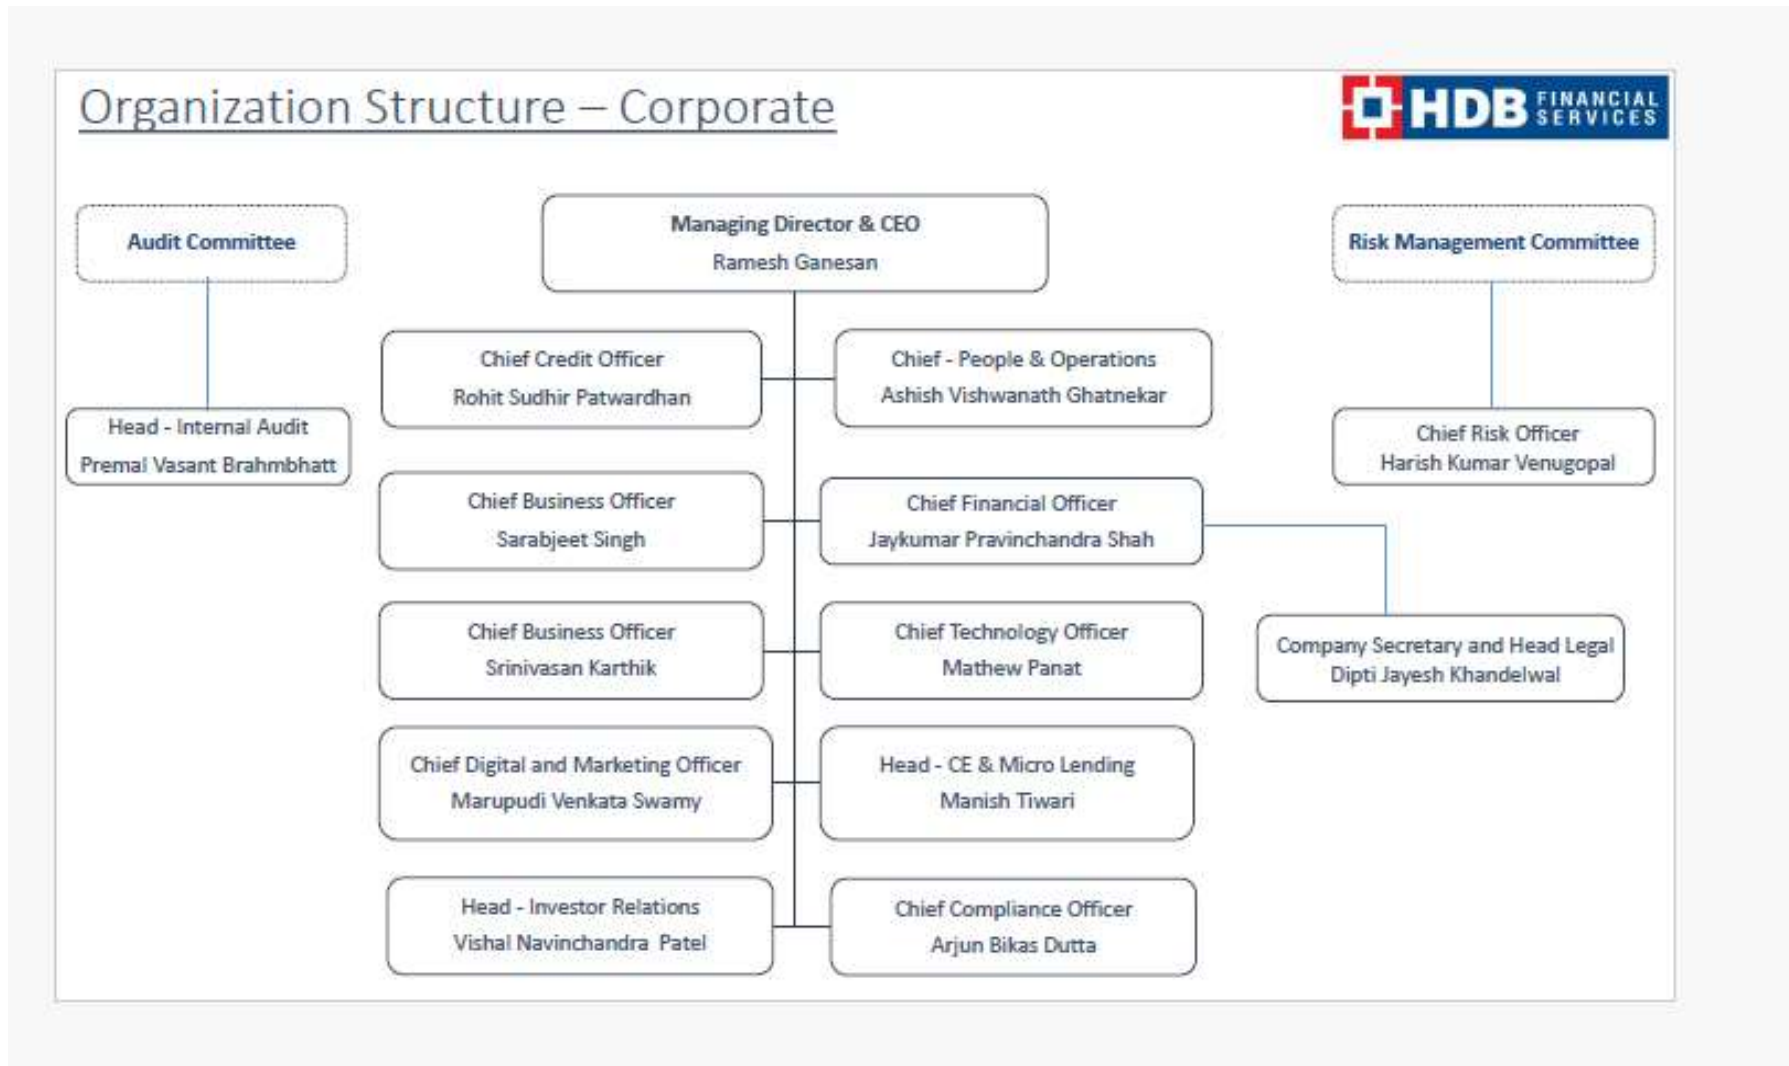 Organization Structure – Corporate
HDB FINANCIAL
SERVICES
Audit Committee
Managing Director & CEO
Ramesh Ganesan
Risk Management Committee
Chief Credit Officer
Rohit Sudhir Patwardhan
Chief - People & Operations
Ashish Vishwanath Ghatnekar
Head - Internal Audit
Premal Vasant Brahmbhatt
Chief Risk Officer
Harish Kumar Venugopal
Chief Business Officer
Sarabjeet Singh
Chief Financial Officer
Jaykumar Pravinchandra Shah
Chief Business Officer
Srinivasan Karthik
Chief Technology Officer
Mathew Panat
Company Secretary and Head Legal
Dipti Jayesh Khandelwal
Chief Digital and Marketing Officer
Marupudi Venkata Swamy
Head - CE & Micro Lending
Manish Tiwari
Head - Investor Relations
Vishal Navinchandra Patel
Chief Compliance Officer
Arjun Bikas Dutta